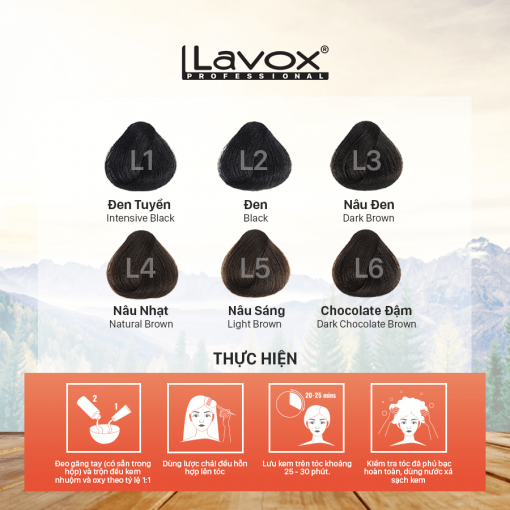 Lavox®
PROFESSIONAL
L1
L2
L3
Đen Tuyền
Đen
Nâu Đen
Intensive Black
Black
Dark Brown
L4
L5
L6
Nâu Nhạt
Nâu Sáng
Chocolate Đậm
Natural Brown
Light Brown
Dark Chocolate Brown
THỰC HIỆN
2
1
20-25 mins
Đeo găng tay (có sẵn trong
hộp) và trộn đều kem
nhuộm và oxy theo tỷ lệ 1:1
Dùng lược chải đều hỗn
hợp lên tóc
Lưu kem trên tóc khoảng
25 - 30 phút.
Kiểm tra tóc đã phủ bạc
hoàn toàn, dùng nước xả
sạch kem